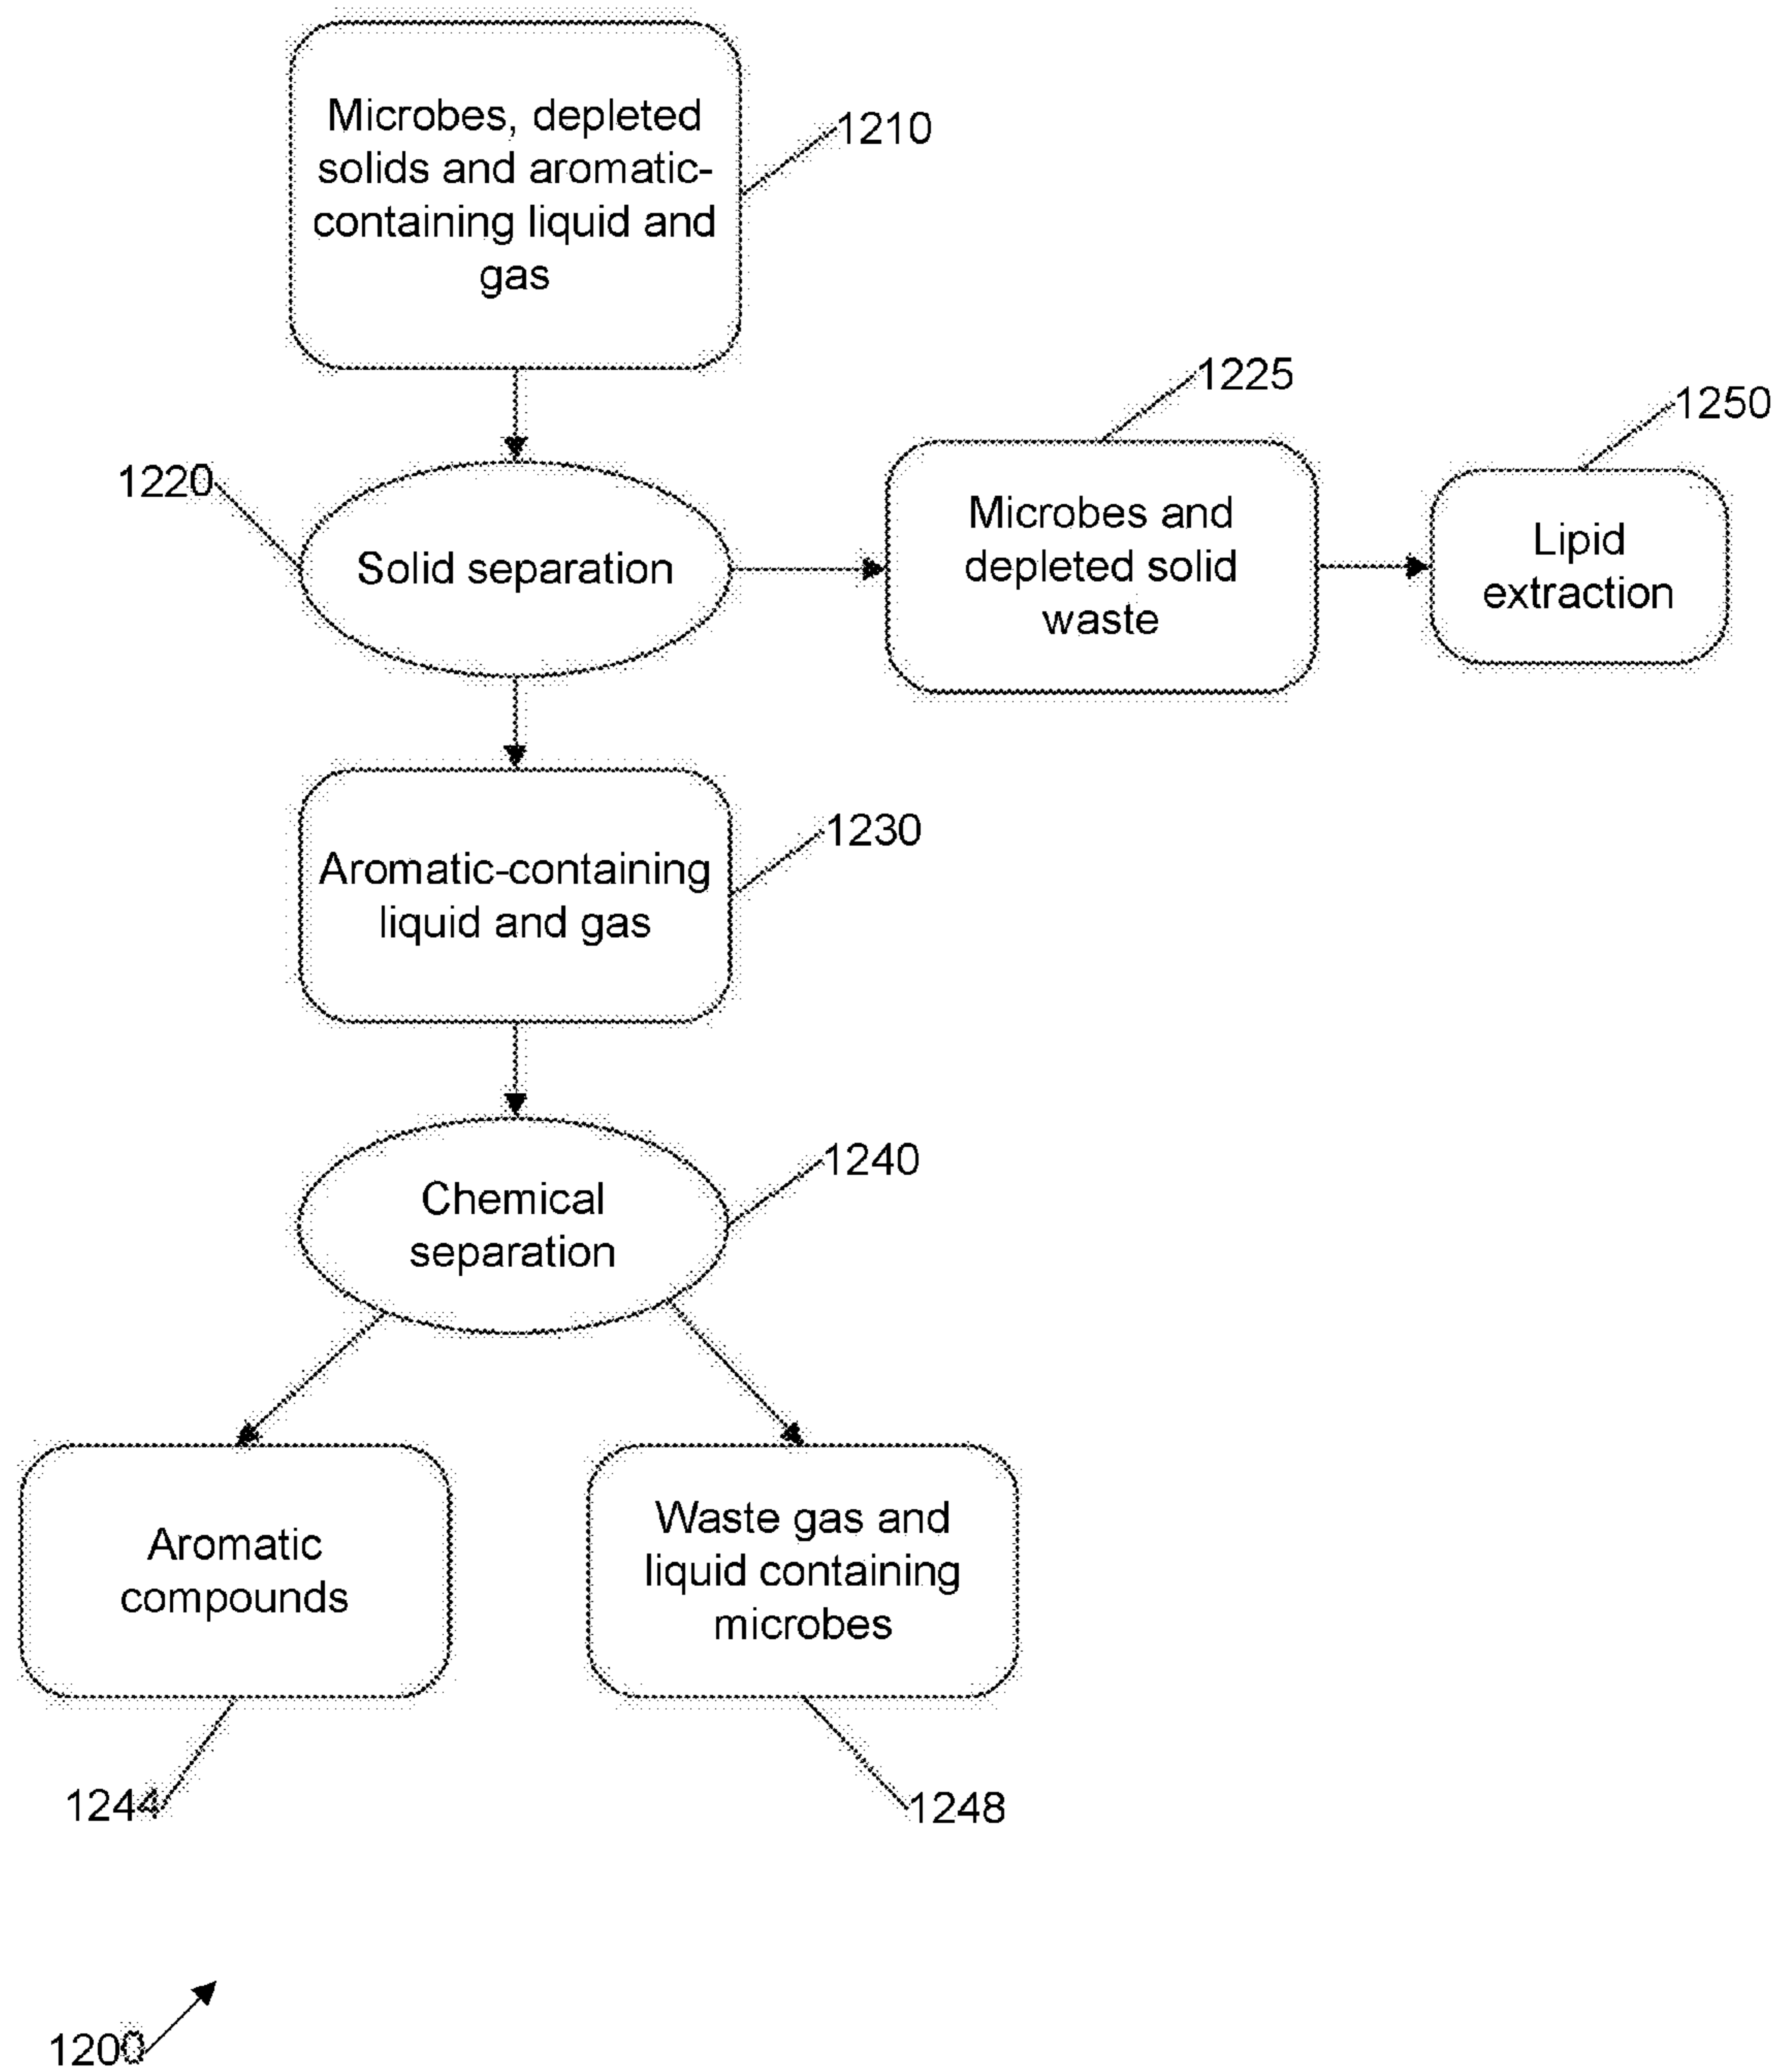 Microbes, depleted
solids and aromatic-
containing liquid and
gas
1210
1220
Solid separation
1225
Microbes and
depleted solid
waste
1250
Lipid
extraction
Aromatic-containing
liquid and gas
1230
Chemical
separation
1240
Aromatic
compounds
Waste gas and
liquid containing
microbes
1244
1248
1200